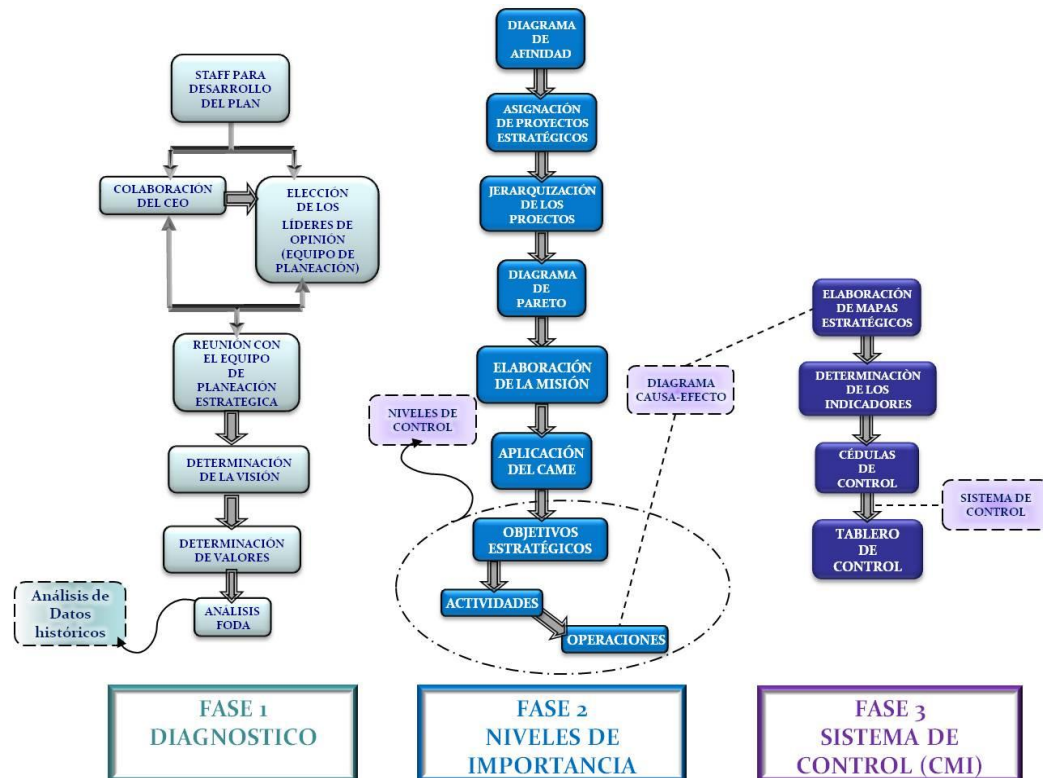 STAFF PARA
DESARROLLO
DEL PLAN
COLABORACIÓN
DEL CEO
ELECCIÓN
DE LOS
LÍDERES DE
OPINIÓN
(EQUIPO DE
PLANEACIÓN)
REUNIÓN CON
EL EQUIPO
DE
PLANEACIÓN
ESTRATEGICA
DETERMINACIÓN
DE LA VISIÓN
DETERMINACIÓN
DE VALORES
Análisis de
Datos
históricos
ANÁLISIS
FODA
FASE 1
DIAGNOSTICO
DIAGRAMA
DE
AFINIDAD
ASIGNACIÓN
DE PROYECTOS
ESTRATÉGICOS
JERARQUIZACIÓN
DE LOS
PROECTOS
DIAGRAMA
DE
PARETO
ELABORACIÓN
DE LA MISIÓN
NIVELES DE
CONTROL
APLICACIÓN
DEL CAME
OBJETIVOS
ESTRATÉGICOS
ACTIVIDADES
OPERACIONES
DIAGRAMA
CAUSA-EFECTO
FASE 2
NIVELES DE
IMPORTANCIA
ELABORACIÓN
DE MAPAS
ESTRATÉGICOS
DETERMINACIÒN
DE LOS
INDICADORES
CÉDULAS
DE
CONTROL
SISTEMA DE
CONTROL
TABLERO
DE
CONTROL
FASE 3
SISTEMA DE
CONTROL (CMI)